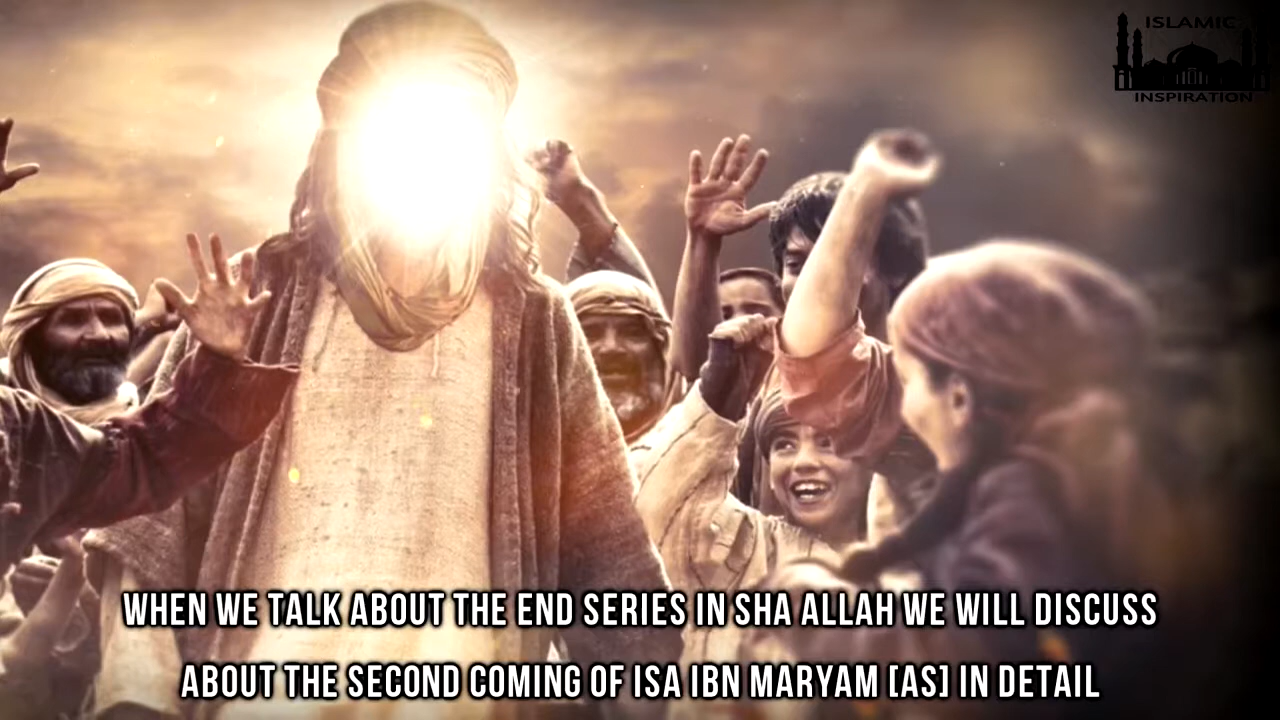 ISLAMIC
INSPIRATION
WHEN WE TALK ABOUT THE END SERIES IN SHA ALLAH WE WILL DISCUSS
ABOUT THE SECOND COMING OF ISA IBN MARYAM [AS] IN DETAIL